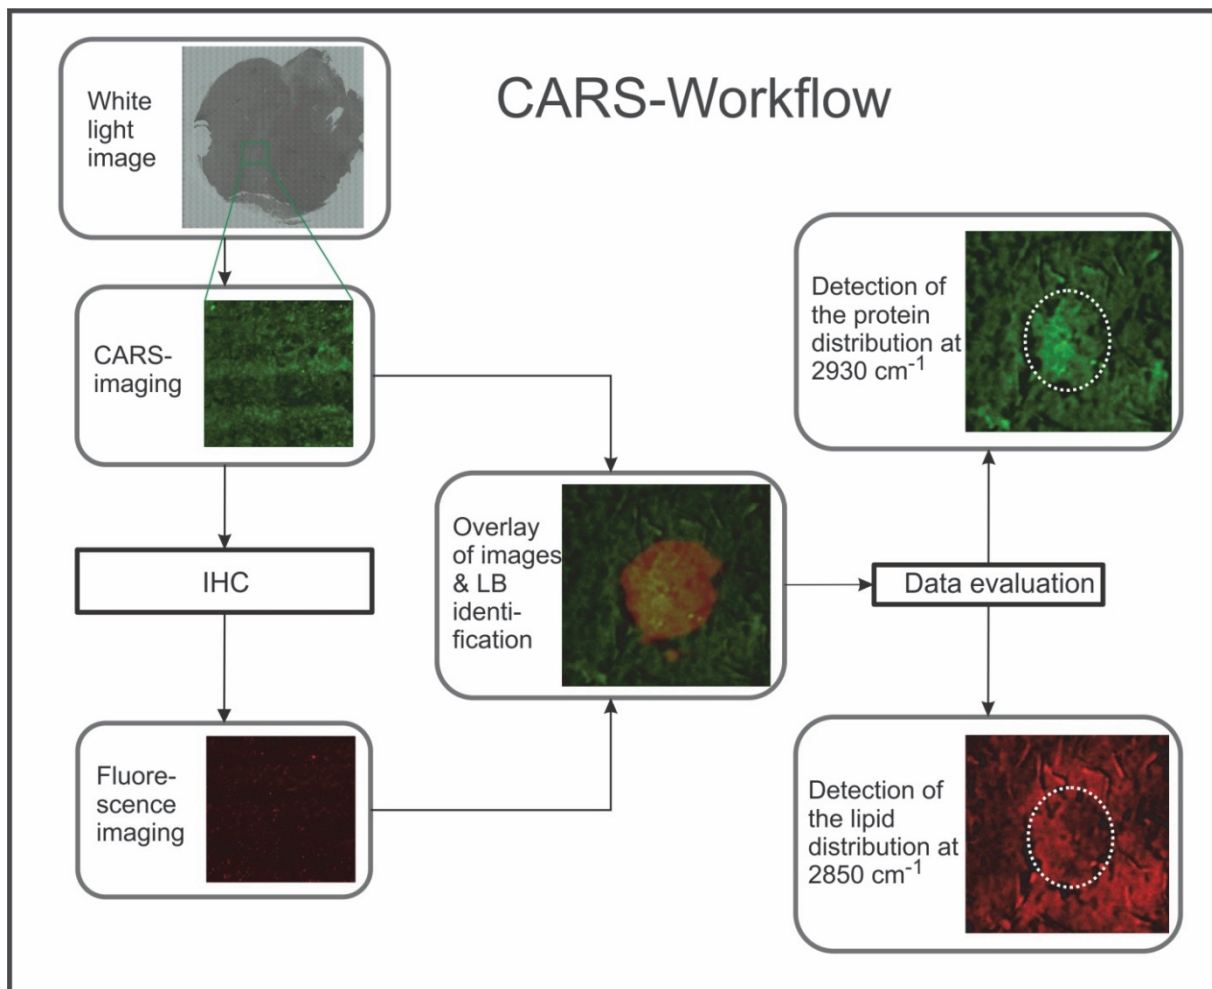 CARS-Workflow
White
light
image
CARS-
imaging
IHC
Fluore-
scence
imaging
Overlay
of images
& LB
identi-
fication
Data evaluation
Detection of
the protein
distribution at
2930 cm⁻¹
Detection of
the lipid
distribution at
2850 cm⁻¹